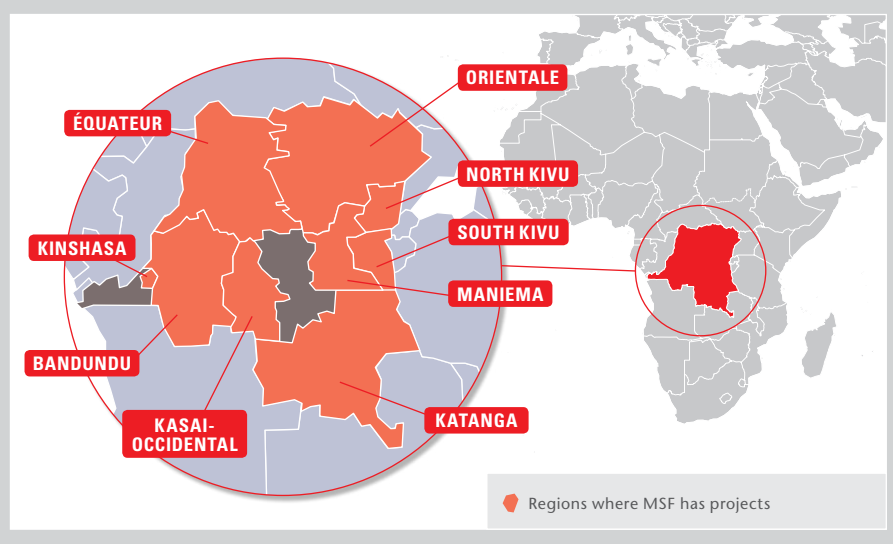 ORIENTALE
ÉQUATEUR
NORTH KIVU
SOUTH KIVU
KINSHASA
MANIEMA
BANDUNDU
KASAI-
OCCIDENTAL
KATANGA
Regions where MSF has projects